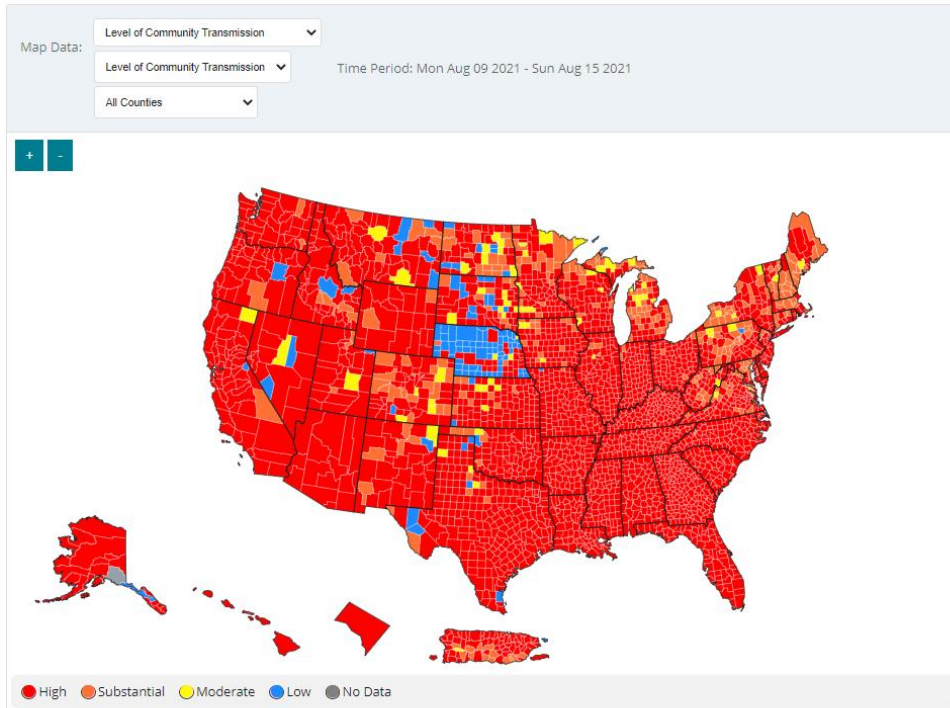 Map Data:
Level of Community Transmission
Level of Community Transmission
Time Period: Mon Aug 09 2021 - Sun Aug 15 2021
All Counties
+ -
High Substantial Moderate Low No Data